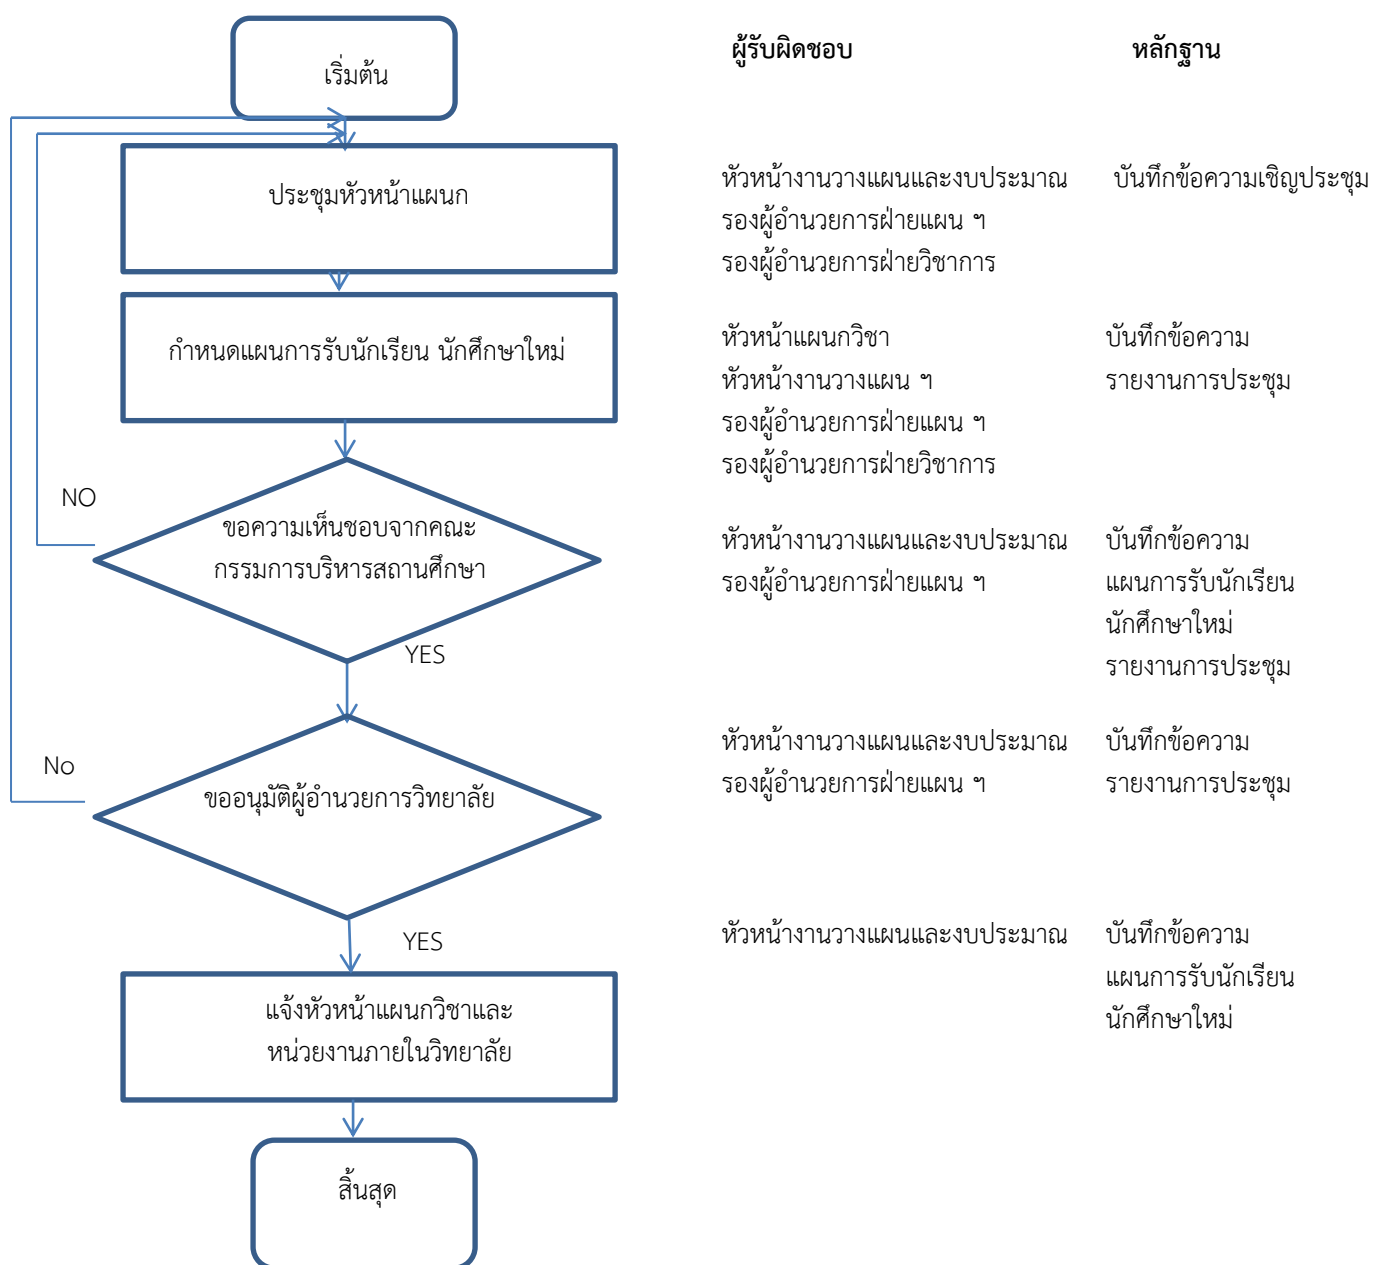 เริ่มต้น
ผู้รับผิดชอบ
หลักฐาน
ประชุมหัวหน้าแผนก
หัวหน้างานวางแผนและงบประมาณ
รองผู้อำนวยการฝ่ายแผน ฯ
รองผู้อำนวยการฝ่ายวิชาการ
บันทึกข้อความเชิญประชุม
กำหนดแผนการรับนักเรียน นักศึกษาใหม่
หัวหน้าแผนกวิชา
หัวหน้างานวางแผน ฯ
รองผู้อำนวยการฝ่ายแผน ฯ
รองผู้อำนวยการฝ่ายวิชาการ
บันทึกข้อความ
รายงานการประชุม
NO
ขอความเห็นชอบจากคณะ
กรรมการบริหารสถานศึกษา
YES
หัวหน้างานวางแผนและงบประมาณ
รองผู้อำนวยการฝ่ายแผน ฯ
บันทึกข้อความ
แผนการรับนักเรียน
นักศึกษาใหม่
รายงานการประชุม
No
ขออนุมัติผู้อำนวยการวิทยาลัย
YES
หัวหน้างานวางแผนและงบประมาณ
รองผู้อำนวยการฝ่ายแผน ฯ
บันทึกข้อความ
รายงานการประชุม
แจ้งหัวหน้าแผนกวิชาและ
หน่วยงานภายในวิทยาลัย
หัวหน้างานวางแผนและงบประมาณ
บันทึกข้อความ
แผนการรับนักเรียน
นักศึกษาใหม่
สิ้นสุด